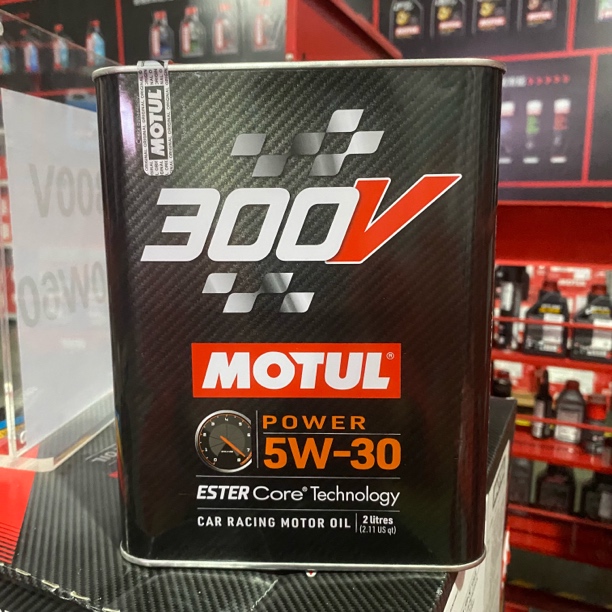 MOTUL
300V
MOTUL®
POWER
5W-30
ESTER Core® Technology
CAR RACING MOTOR OIL
2 litres
(2.11 US qt)